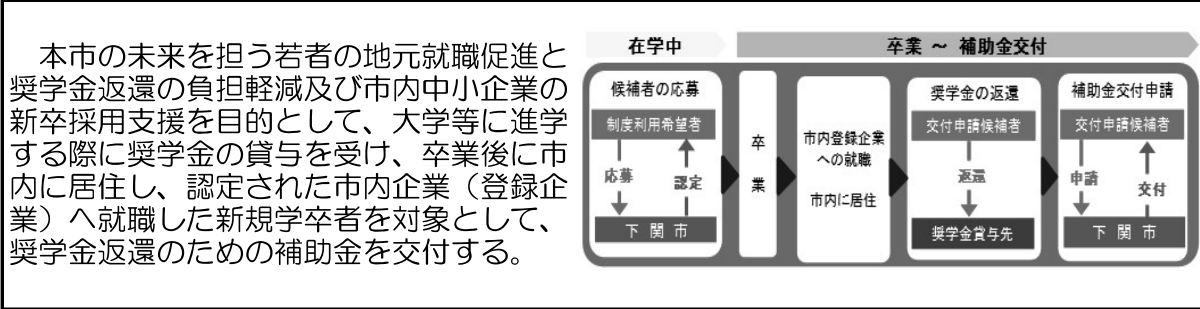 本市の未来を担う若者の地元就職促進と
奨学金返還の負担軽減及び市内中小企業の
新卒採用支援を目的として、大学等に進学
する際に奨学金の貸与を受け、卒業後に市
内に居住し、認定された市内企業（登録企
業）へ就職した新規学卒者を対象として、
奨学金返還のための補助金を交付する。
在学中
卒業 ～ 補助金交付
候補者の応募
制度利用希望者
応募
認定
下 関 市
卒
業
市内登録企業
への就職
市内に居住
奨学金の返還
交付申請候補者
返還
奨学金貸与先
補助金交付申請
交付申請候補者
申請
交付
下 関 市